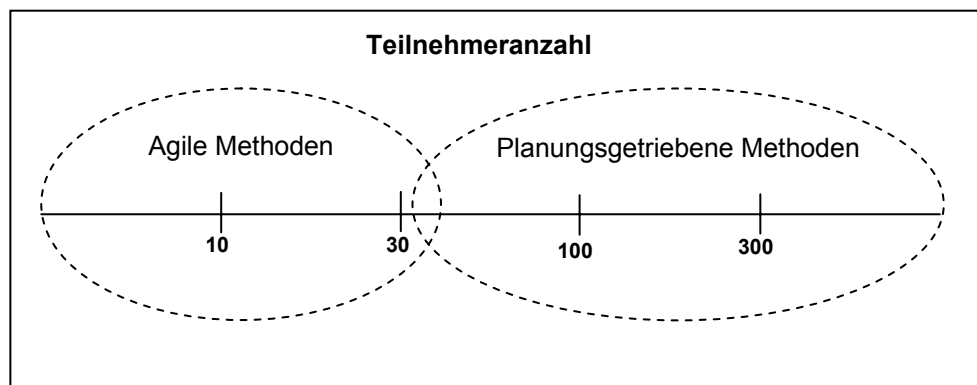 Teilnehmeranzahl
Agile Methoden
Planungsgetriebene Methoden
10
30
100
300